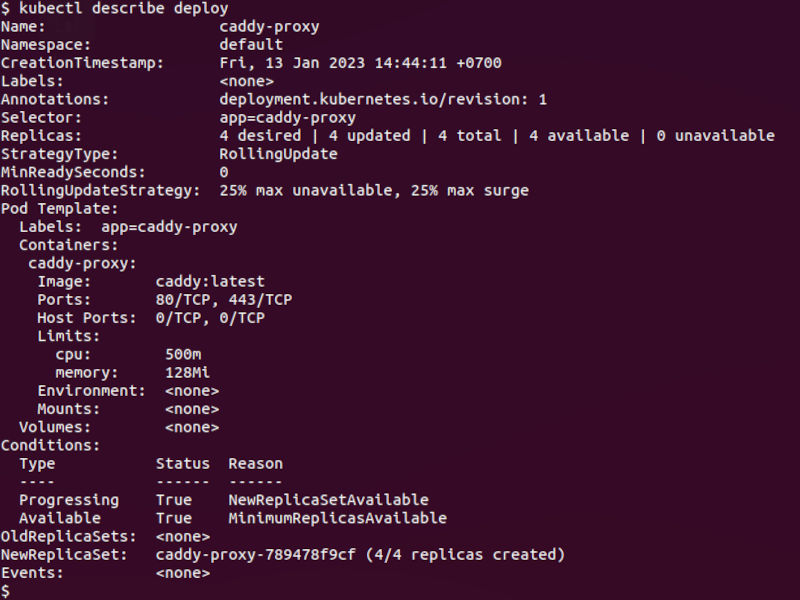 $ kubectl describe deploy
Name:                   caddy-proxy
Namespace:              default
CreationTimestamp:      Fri, 13 Jan 2023 14:44:11 +0700
Labels:                 <none>
Annotations:            deployment.kubernetes.io/revision: 1
Selector:               app=caddy-proxy
Replicas:               4 desired | 4 updated | 4 total | 4 available | 0 unavailable
StrategyType:           RollingUpdate
MinReadySeconds:        0
RollingUpdateStrategy:  25% max unavailable, 25% max surge
Pod Template:
  Labels:  app=caddy-proxy
  Containers:
   caddy-proxy:
    Image:       caddy:latest
    Ports:       80/TCP, 443/TCP
    Host Ports:  0/TCP, 0/TCP
    Limits:
      cpu:        500m
      memory:     128Mi
    Environment:  <none>
    Mounts:       <none>
  Volumes:        <none>
Conditions:
  Type           Status  Reason
  ----           ------  ------
  Progressing    True    NewReplicaSetAvailable
  Available      True    MinimumReplicasAvailable
OldReplicaSets:  <none>
NewReplicaSet:   caddy-proxy-789478f9cf (4/4 replicas created)
Events:          <none>
$